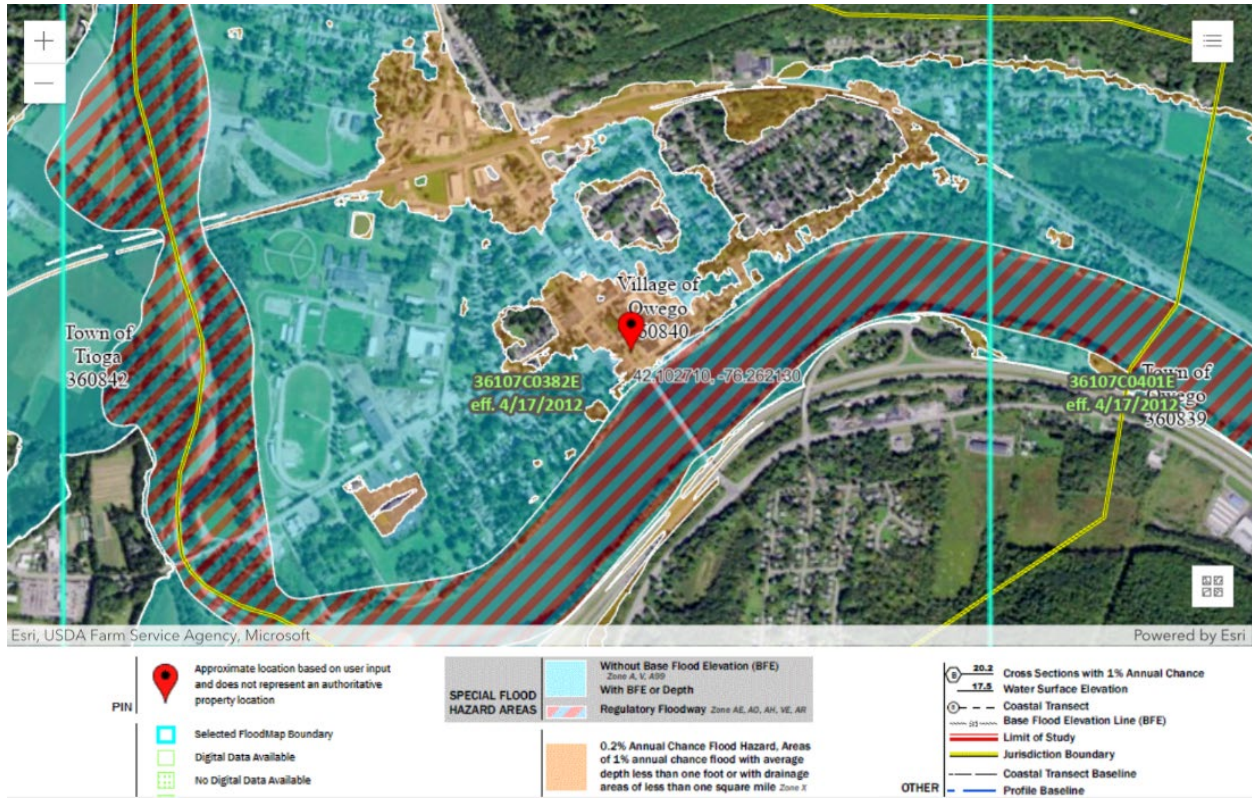 Village of
Owego
360840
Town of
Tioga
360842
42.102710, -76.262130
36107C0382E
eff. 4/17/2012
36107C0401E
eff. 4/17/2012
Town of
Owego
360839
Esri, USDA Farm Service Agency, Microsoft
Powered by Esri
PIN
Approximate location based on user input
and does not represent an authoritative
property location
Selected FloodMap Boundary
Digital Data Available
No Digital Data Available
SPECIAL FLOOD
HAZARD AREAS
Without Base Flood Elevation (BFE)
Zone A, V, A99
With BFE or Depth
Regulatory Floodway Zone AE, AO, AH, VE, AR
0.2% Annual Chance Flood Hazard, Areas
of 1% annual chance flood with average
depth less than one foot or with drainage
areas of less than one square mile Zone X
OTHER
20.2 Cross Sections with 1% Annual Chance
17.5 Water Surface Elevation
Coastal Transect
Base Flood Elevation Line (BFE)
Limit of Study
Jurisdiction Boundary
Coastal Transect Baseline
Profile Baseline